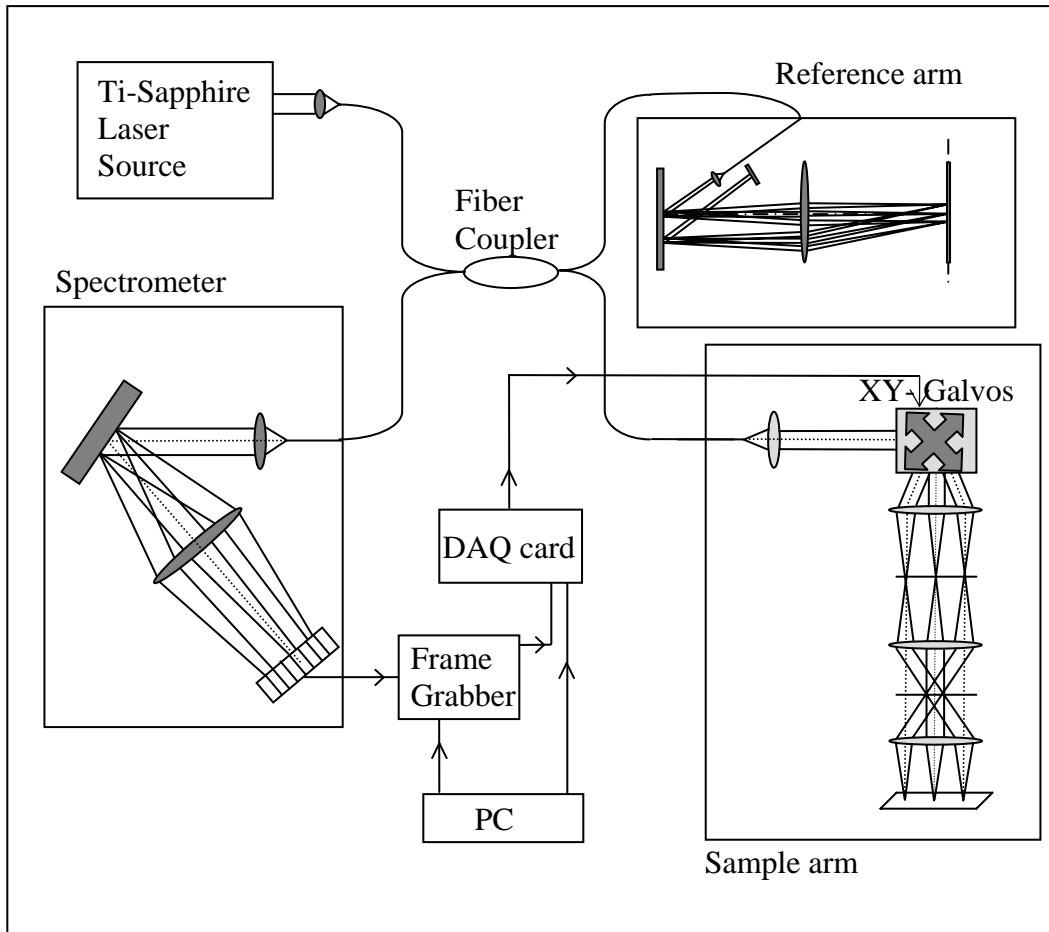 Ti-Sapphire
Laser
Source
Reference arm
Fiber
Coupler
Spectrometer
XY- Galvos
DAQ card
Frame
Grabber
PC
Sample arm